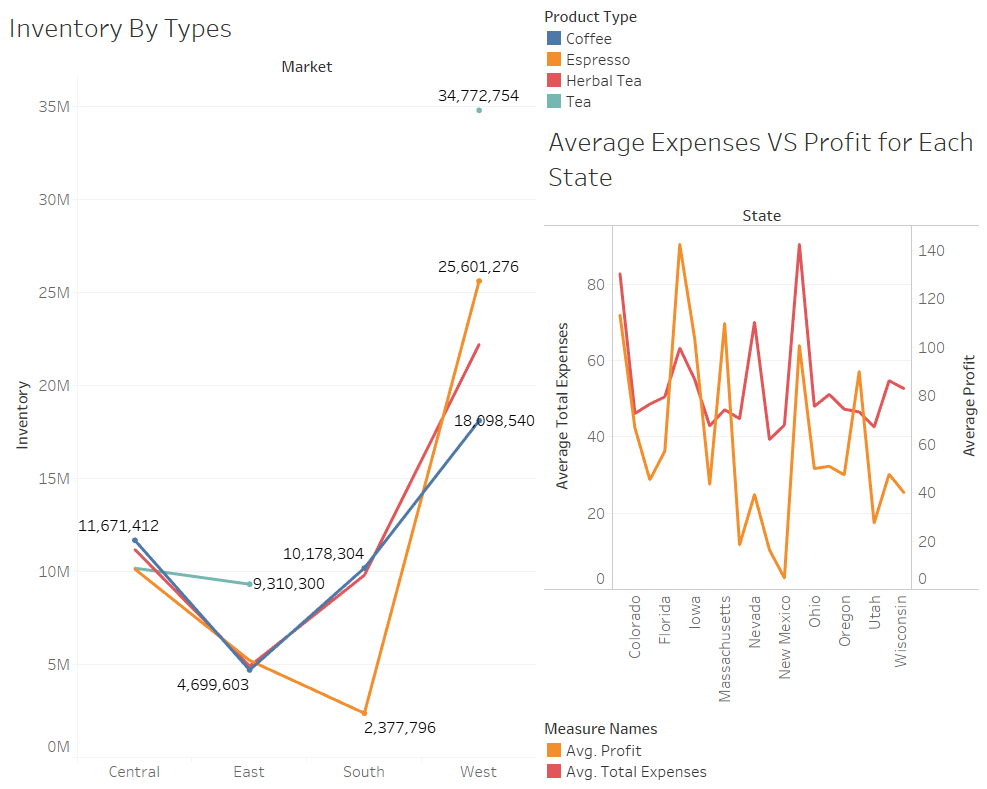 Inventory By Types
Market
35M
30M
25M
20M
15M
10M
5M
0M
Inventory
34,772,754
25,601,276
18,098,540
11,671,412
10,178,304
9,310,300
4,699,603
2,377,796
Central
East
South
West
Product Type
Coffee
Espresso
Herbal Tea
Tea
Average Expenses VS Profit for Each
State
State
80
60
40
20
0
Average Total Expenses
140
120
100
80
60
40
20
0
Average Profit
Colorado
Florida
Iowa
Massachusetts
Nevada
New Mexico
Ohio
Oregon
Utah
Wisconsin
Measure Names
Avg. Profit
Avg. Total Expenses